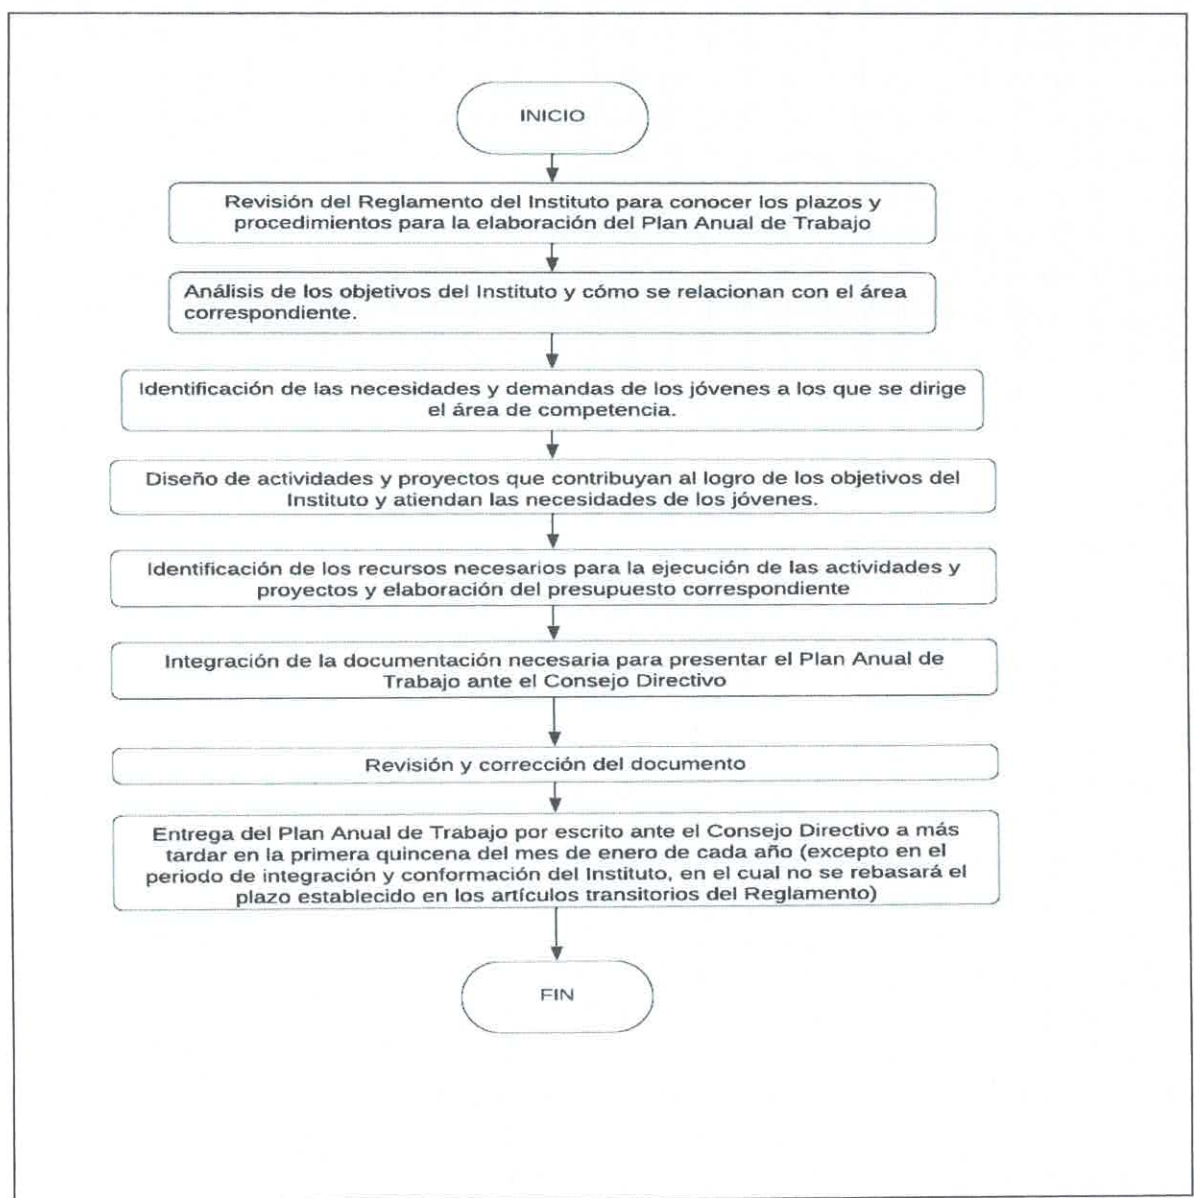 INICIO
Revisión del Reglamento del Instituto para conocer los plazos y
procedimientos para la elaboración del Plan Anual de Trabajo
Análisis de los objetivos del Instituto y cómo se relacionan con el área
correspondiente.
Identificación de las necesidades y demandas de los jóvenes a los que se dirige
el área de competencia.
Diseño de actividades y proyectos que contribuyan al logro de los objetivos del
Instituto y atiendan las necesidades de los jóvenes.
Identificación de los recursos necesarios para la ejecución de las actividades y
proyectos y elaboración del presupuesto correspondiente
Integración de la documentación necesaria para presentar el Plan Anual de
Trabajo ante el Consejo Directivo
Revisión y corrección del documento
Entrega del Plan Anual de Trabajo por escrito ante el Consejo Directivo a más
tardar en la primera quincena del mes de enero de cada año (excepto en el
periodo de integración y conformación del Instituto, en el cual no se rebasará el
plazo establecido en los artículos transitorios del Reglamento)
FIN